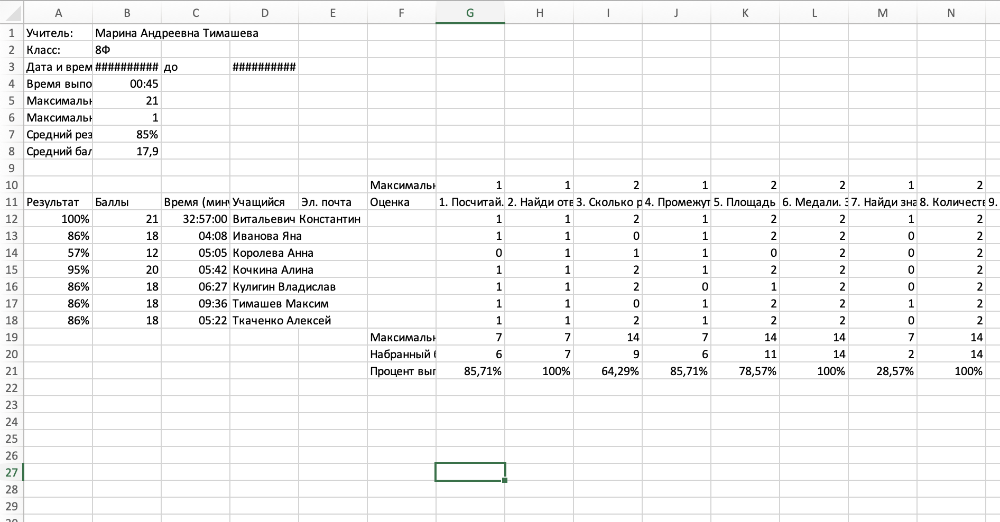 A B C D E F G H I J K L M N
1 Учитель: Марина Андреевна Тимашева
2 Класс: 8Ф
3 Дата и врем ########## до ##########
4 Время выпо 00:45
5 Максимальн 21
6 Максимальн 1
7 Средний рез 85%
8 Средний бал 17,9
9
10 Максимальн 1 1 2 1 2 2 1 2
11 Результат Баллы Время (мину Учащийся Эл. почта Оценка 1. Посчитай. 2. Найди отв 3. Сколько р 4. Промежут 5. Площадь 6. Медали. З 7. Найди зна 8. Количеств 9.
12 100% 21 32:57:00 Витальевич Константин 1 1 2 1 2 2 1 2
13 86% 18 04:08 Иванова Яна 1 1 0 1 2 2 0 2
14 57% 12 05:05 Королева Анна 0 1 1 1 0 2 0 2
15 95% 20 05:42 Кочкина Алина 1 1 2 1 2 2 0 2
16 86% 18 06:27 Кулигин Владислав 1 1 2 0 1 2 0 2
17 86% 18 09:36 Тимашев Максим 1 1 0 1 2 2 1 2
18 86% 18 05:22 Ткаченко Алексей 1 1 2 1 2 2 0 2
19 Максимальн 7 7 14 7 14 14 7 14
20 Набранный б 6 7 9 6 11 14 2 14
21 Процент вып 85,71% 100% 64,29% 85,71% 78,57% 100% 28,57% 100%
22
23
24
25
26
27
28
29